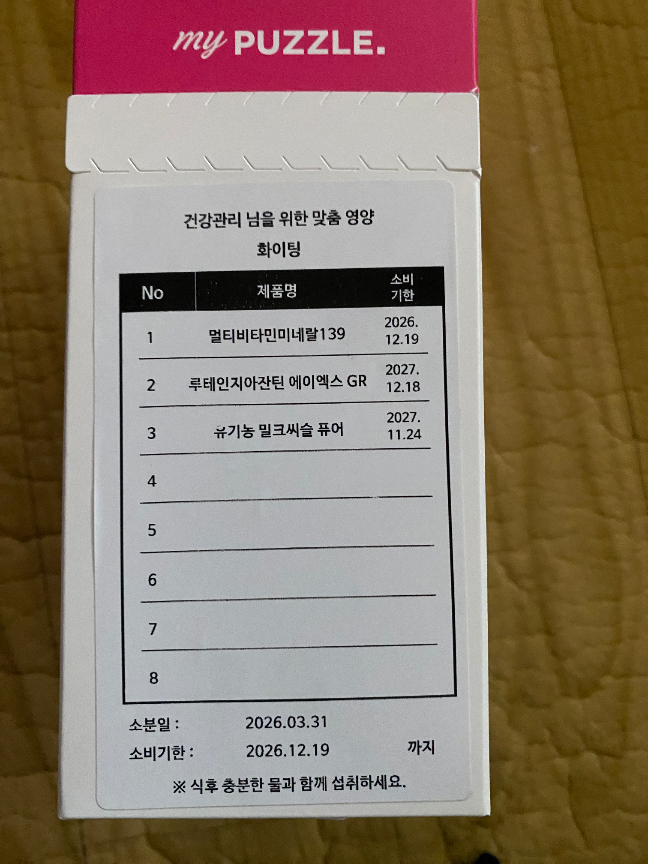 my PUZZLE.
건강관리 님을 위한 맞춤 영양
화이팅
No 제품명 소비
기한
1 멀티비타민미네랄139 2026.
12.19
2 루테인지아잔틴 에이엑스 GR 2027.
12.18
3 유기농 밀크씨슬 퓨어 2027.
11.24
4
5
6
7
8
소분일 : 2026.03.31
소비기한 : 2026.12.19 까지
※ 식후 충분한 물과 함께 섭취하세요.